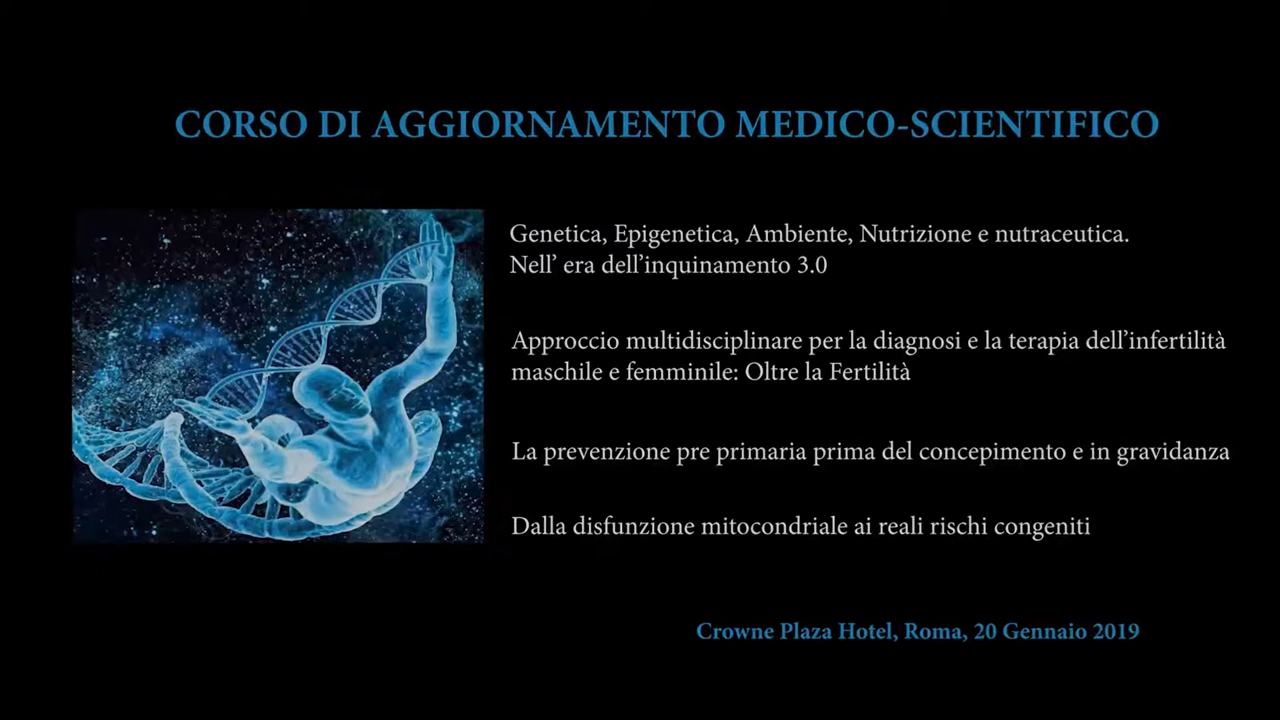 CORSO DI AGGIORNAMENTO MEDICO-SCIENTIFICO
Genetica, Epigenetica, Ambiente, Nutrizione e nutraceutica.
Nell’ era dell’inquinamento 3.0
Approccio multidisciplinare per la diagnosi e la terapia dell’infertilità
maschile e femminile: Oltre la Fertilità
La prevenzione pre primaria prima del concepimento e in gravidanza
Dalla disfunzione mitocondriale ai reali rischi congeniti
Crowne Plaza Hotel, Roma, 20 Gennaio 2019